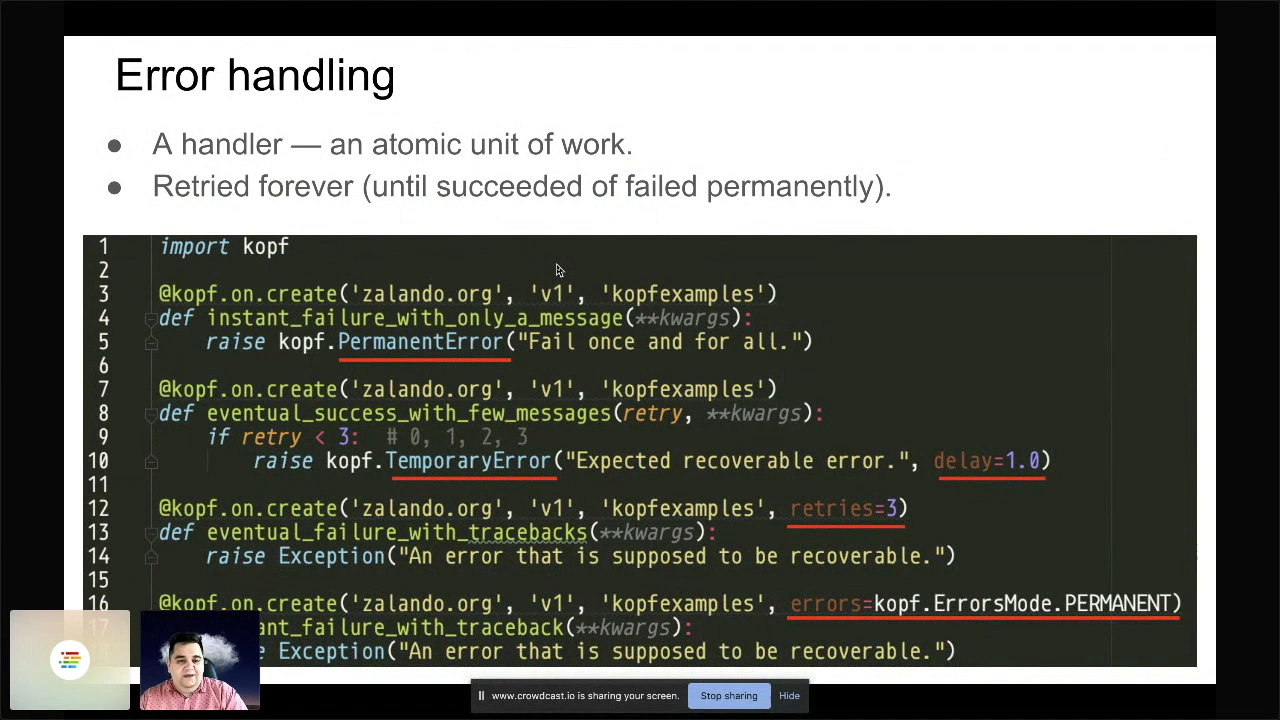 Error handling
● A handler — an atomic unit of work.
● Retried forever (until succeeded of failed permanently).
1 import kopf
2
3 @kopf.on.create('zalando.org', 'v1', 'kopfexamples')
4 def instant_failure_with_only_a_message(**kwargs):
5 raise kopf.PermanentError("Fail once and for all.")
6
7 @kopf.on.create('zalando.org', 'v1', 'kopfexamples')
8 def eventual_success_with_few_messages(retry, **kwargs):
9 if retry < 3: # 0, 1, 2, 3
10 raise kopf.TemporaryError("Expected recoverable error.", delay=1.0)
11
12 @kopf.on.create('zalando.org', 'v1', 'kopfexamples', retries=3)
13 def eventual_failure_with_tracebacks(**kwargs):
14 raise Exception("An error that is supposed to be recoverable.")
15
16 @kopf.on.create('zalando.org', 'v1', 'kopfexamples', errors=kopf.ErrorsMode.PERMANENT)
instant_failure_with_traceback(**kwargs):
Exception("An error that is supposed to be recoverable.")
www.crowdcast.io is sharing your screen. Stop sharing Hide